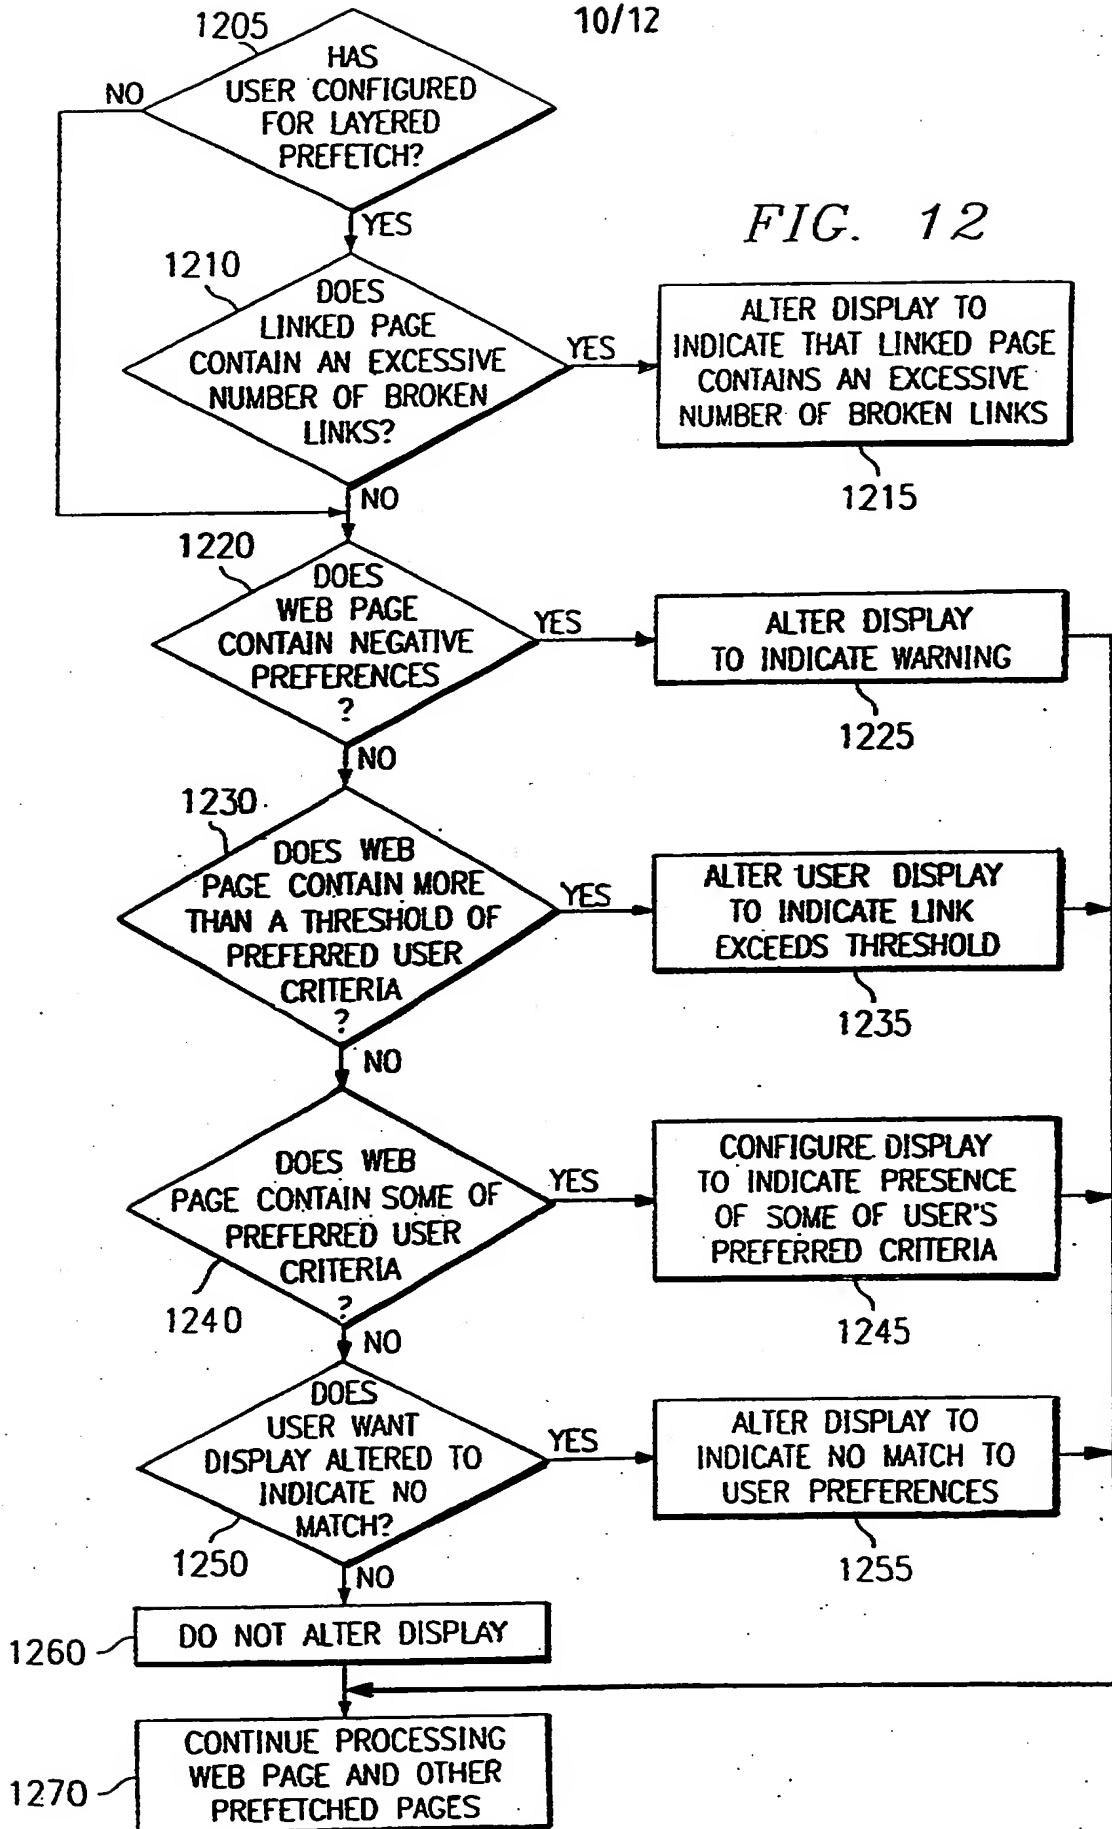 10/12
1205
HAS
USER CONFIGURED
FOR LAYERED
PREFETCH?
NO
YES
FIG. 12
1210
DOES
LINKED PAGE
CONTAIN AN EXCESSIVE
NUMBER OF BROKEN
LINKS?
YES
ALTER DISPLAY TO
INDICATE THAT LINKED PAGE
CONTAINS AN EXCESSIVE
NUMBER OF BROKEN LINKS
1215
NO
1220
DOES
WEB PAGE
CONTAIN NEGATIVE
PREFERENCES
?
YES
ALTER DISPLAY
TO INDICATE WARNING
1225
NO
1230
DOES WEB
PAGE CONTAIN MORE
THAN A THRESHOLD OF
PREFERRED USER
CRITERIA
?
YES
ALTER USER DISPLAY
TO INDICATE LINK
EXCEEDS THRESHOLD
1235
NO
DOES WEB
PAGE CONTAIN SOME OF
PREFERRED USER
CRITERIA
?
1240
YES
CONFIGURE DISPLAY
TO INDICATE PRESENCE
OF SOME OF USER'S
PREFERRED CRITERIA
1245
NO
DOES
USER WANT
DISPLAY ALTERED TO
INDICATE NO
MATCH?
1250
YES
ALTER DISPLAY TO
INDICATE NO MATCH TO
USER PREFERENCES
1255
NO
1260
DO NOT ALTER DISPLAY
1270
CONTINUE PROCESSING
WEB PAGE AND OTHER
PREFETCHED PAGES